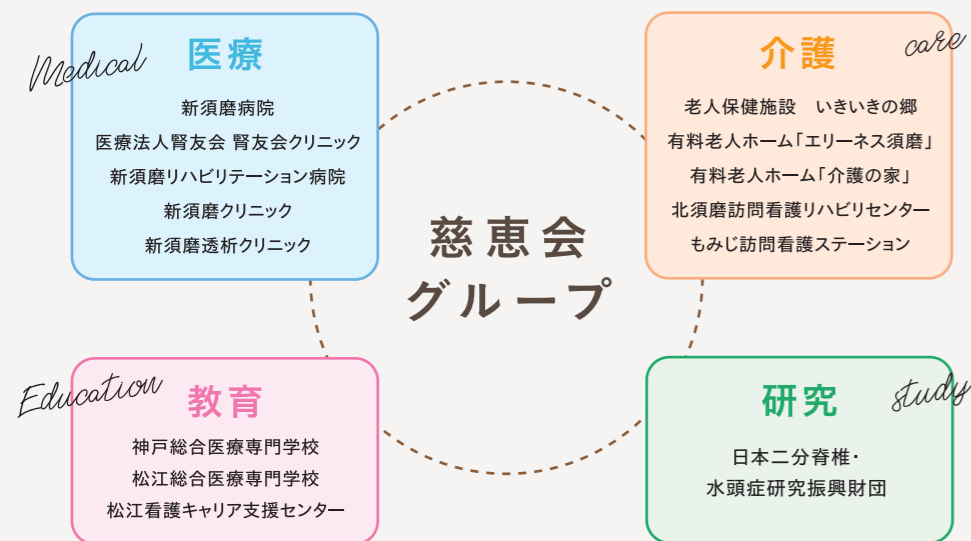 Medical
医療
新須磨病院
医療法人腎友会 腎友会クリニック
新須磨リハビリテーション病院
新須磨クリニック
新須磨透析クリニック
care
介護
老人保健施設　いきいきの郷
有料老人ホーム「エリーネス須磨」
有料老人ホーム「介護の家」
北須磨訪問看護リハビリセンター
もみじ訪問看護ステーション
慈恵会
グループ
Education
教育
神戸総合医療専門学校
松江総合医療専門学校
松江看護キャリア支援センター
study
研究
日本二分脊椎・
水頭症研究振興財団